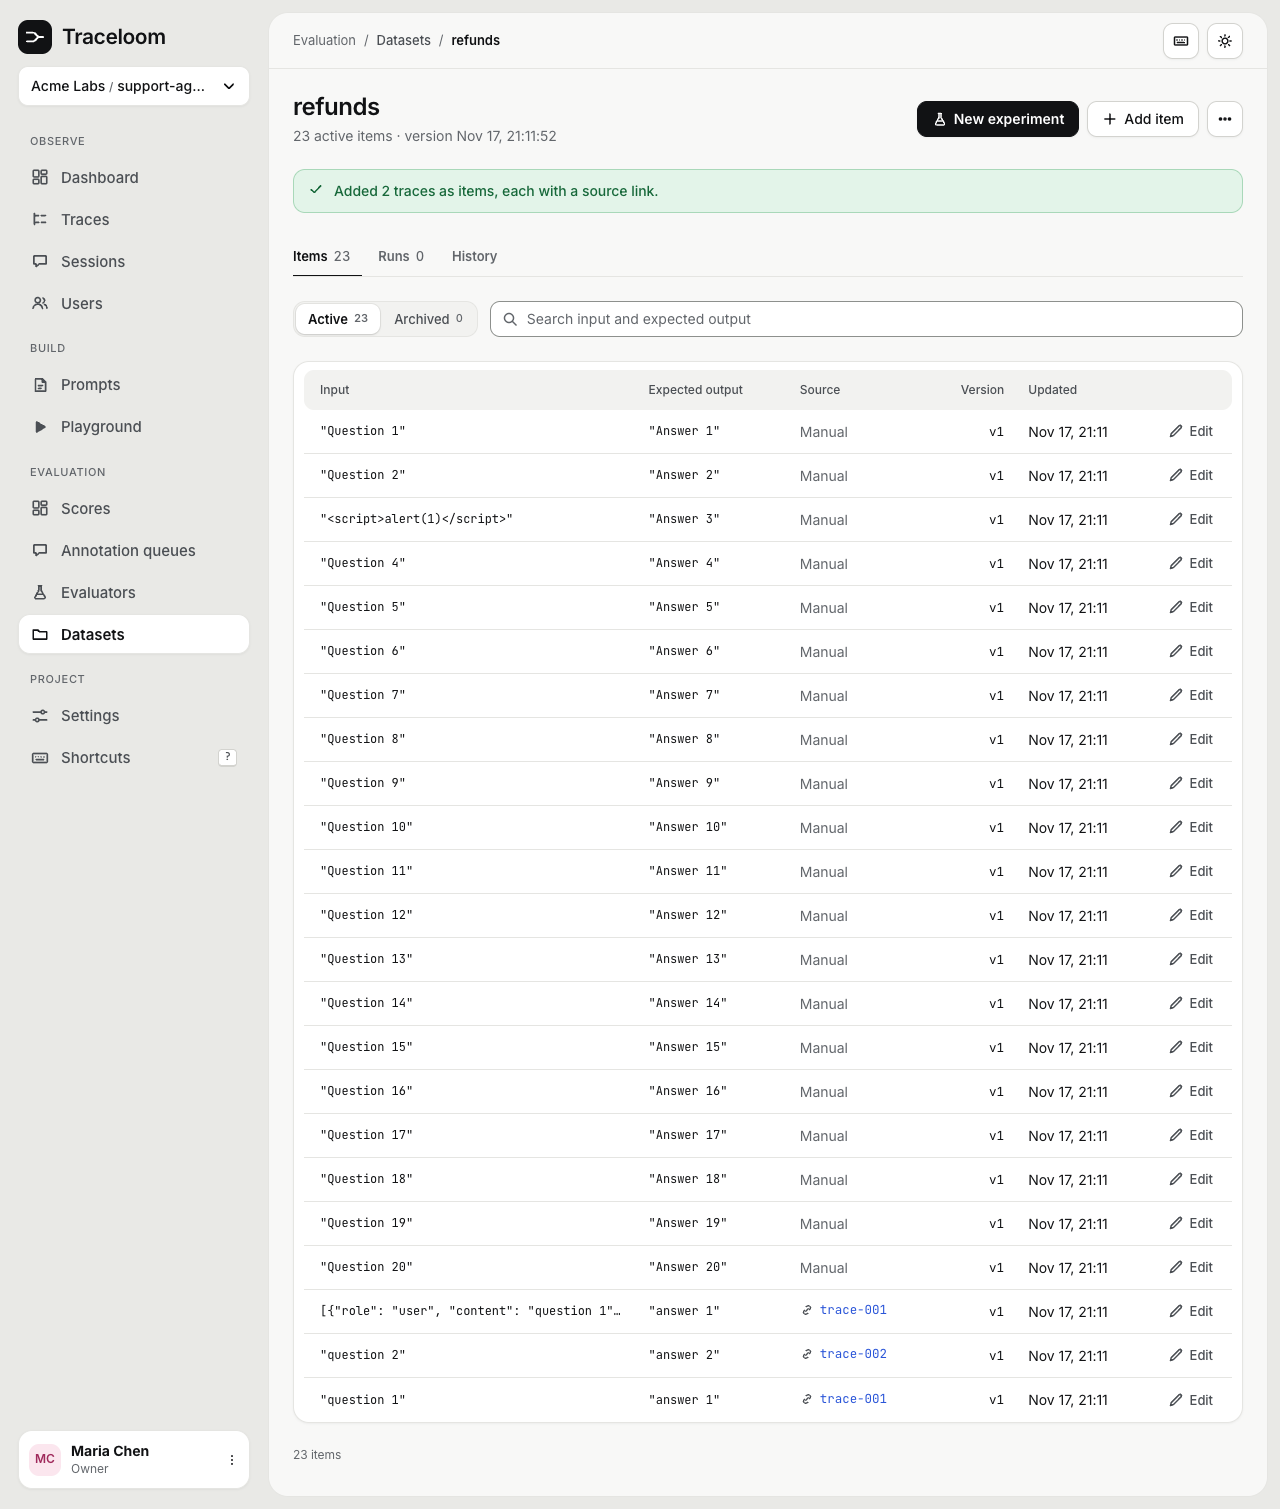 Traceloom
Acme Labs / support-ag...
OBSERVE
Dashboard
Traces
Sessions
Users
BUILD
Prompts
Playground
EVALUATION
Scores
Annotation queues
Evaluators
Datasets
PROJECT
Settings
Shortcuts ?
MC Maria Chen
Owner
Evaluation / Datasets / refunds
refunds
23 active items · version Nov 17, 21:11:52
New experiment
Add item
Added 2 traces as items, each with a source link.
Items 23 Runs 0 History
Active 23 Archived 0 Search input and expected output
Input Expected output Source Version Updated
"Question 1" "Answer 1" Manual v1 Nov 17, 21:11 Edit
"Question 2" "Answer 2" Manual v1 Nov 17, 21:11 Edit
"<script>alert(1)</script>" "Answer 3" Manual v1 Nov 17, 21:11 Edit
"Question 4" "Answer 4" Manual v1 Nov 17, 21:11 Edit
"Question 5" "Answer 5" Manual v1 Nov 17, 21:11 Edit
"Question 6" "Answer 6" Manual v1 Nov 17, 21:11 Edit
"Question 7" "Answer 7" Manual v1 Nov 17, 21:11 Edit
"Question 8" "Answer 8" Manual v1 Nov 17, 21:11 Edit
"Question 9" "Answer 9" Manual v1 Nov 17, 21:11 Edit
"Question 10" "Answer 10" Manual v1 Nov 17, 21:11 Edit
"Question 11" "Answer 11" Manual v1 Nov 17, 21:11 Edit
"Question 12" "Answer 12" Manual v1 Nov 17, 21:11 Edit
"Question 13" "Answer 13" Manual v1 Nov 17, 21:11 Edit
"Question 14" "Answer 14" Manual v1 Nov 17, 21:11 Edit
"Question 15" "Answer 15" Manual v1 Nov 17, 21:11 Edit
"Question 16" "Answer 16" Manual v1 Nov 17, 21:11 Edit
"Question 17" "Answer 17" Manual v1 Nov 17, 21:11 Edit
"Question 18" "Answer 18" Manual v1 Nov 17, 21:11 Edit
"Question 19" "Answer 19" Manual v1 Nov 17, 21:11 Edit
"Question 20" "Answer 20" Manual v1 Nov 17, 21:11 Edit
[{"role": "user", "content": "question 1"… "answer 1" trace-001 v1 Nov 17, 21:11 Edit
"question 2" "answer 2" trace-002 v1 Nov 17, 21:11 Edit
"question 1" "answer 1" trace-001 v1 Nov 17, 21:11 Edit
23 items